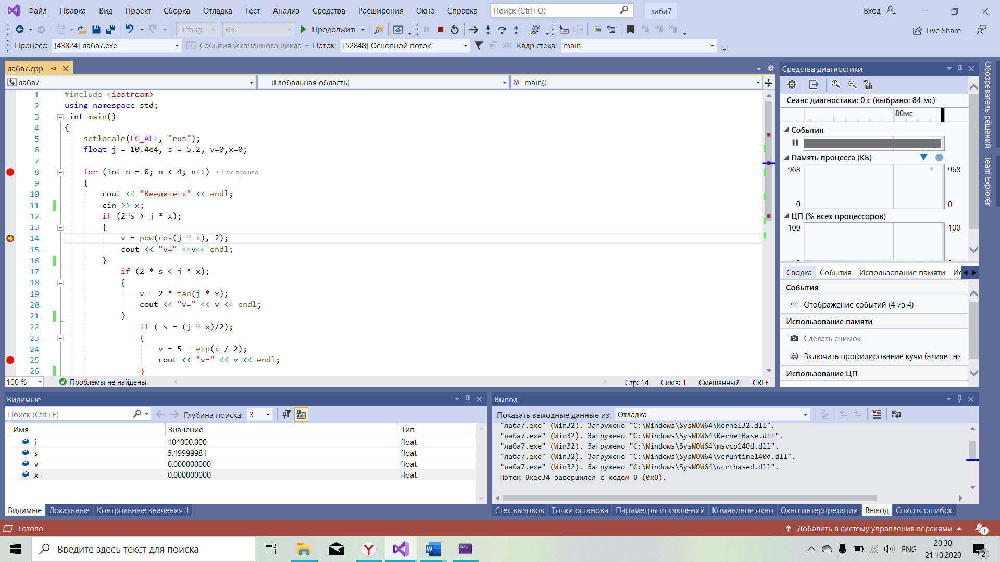 Файл Правка Вид Проект Сборка Отладка Тест Анализ Средства Расширения Окно Справка Поиск (Ctrl+Q) лаба7 Вход
Debug x86 Продолжить Live Share
Процесс: [43824] лаба7.exe События жизненного цикла Поток: [52848] Основной поток Кадр стека: main
лаба7.cpp
лаба7 (Глобальная область) main()
1 #include <iostream>
2 using namespace std;
3 int main()
4 {
5 setlocale(LC_ALL, "rus");
6 float j = 10.4e4, s = 5.2, v=0,x=0;
7
8 for (int n = 0; n < 4; n++) ≤ 1 мс прошло
9 {
10 cout << "Введите x" << endl;
11 cin >> x;
12 if (2*s > j * x);
13 {
14 v = pow(cos(j * x), 2);
15 cout << "v=" <<v<< endl;
16 }
17 if (2 * s < j * x);
18 {
19 v = 2 * tan(j * x);
20 cout << "v=" << v << endl;
21 }
22 if ( s = (j * x)/2);
23 {
24 v = 5 - exp(x / 2);
25 cout << "v=" << v << endl;
26 }
100 % Проблемы не найдены. Стр: 14 Симв: 1 Смешанный CRLF
Средства диагностики
Сеанс диагностики: 0 с (выбрано: 84 мс)
80мс
События
Память процесса (КБ)
968 968
0 0
ЦП (% всех процессоров)
100 100
Сводка События Использование памяти Ис
События
Отображение событий (4 из 4)
Использование памяти
Сделать снимок
Включить профилирование кучи (влияет на
Использование ЦП
Обозреватель решений
Team Explorer
Видимые
Поиск (Ctrl+E) Глубина поиска: 3
Имя Значение Тип
j 104000.000 float
s 5.19999981 float
v 0.000000000 float
x 0.000000000 float
Видимые Локальные Контрольные значения 1
Вывод
Показать выходные данные из: Отладка
"лаба7.exe" (Win32). Загружено "C:\Windows\SysWOW64\kernel32.dll".
"лаба7.exe" (Win32). Загружено "C:\Windows\SysWOW64\KernelBase.dll".
"лаба7.exe" (Win32). Загружено "C:\Windows\SysWOW64\msvcp140d.dll".
"лаба7.exe" (Win32). Загружено "C:\Windows\SysWOW64\vcruntime140d.dll".
"лаба7.exe" (Win32). Загружено "C:\Windows\SysWOW64\ucrtbased.dll".
Поток 0xee34 завершился с кодом 0 (0x0).
Стек вызовов Точки останова Параметры исключений Командное окно Окно интерпретации Вывод Список ошибок
Готово Добавить в систему управления версиями 3
Введите здесь текст для поиска ENG 20:38
21.10.2020 2